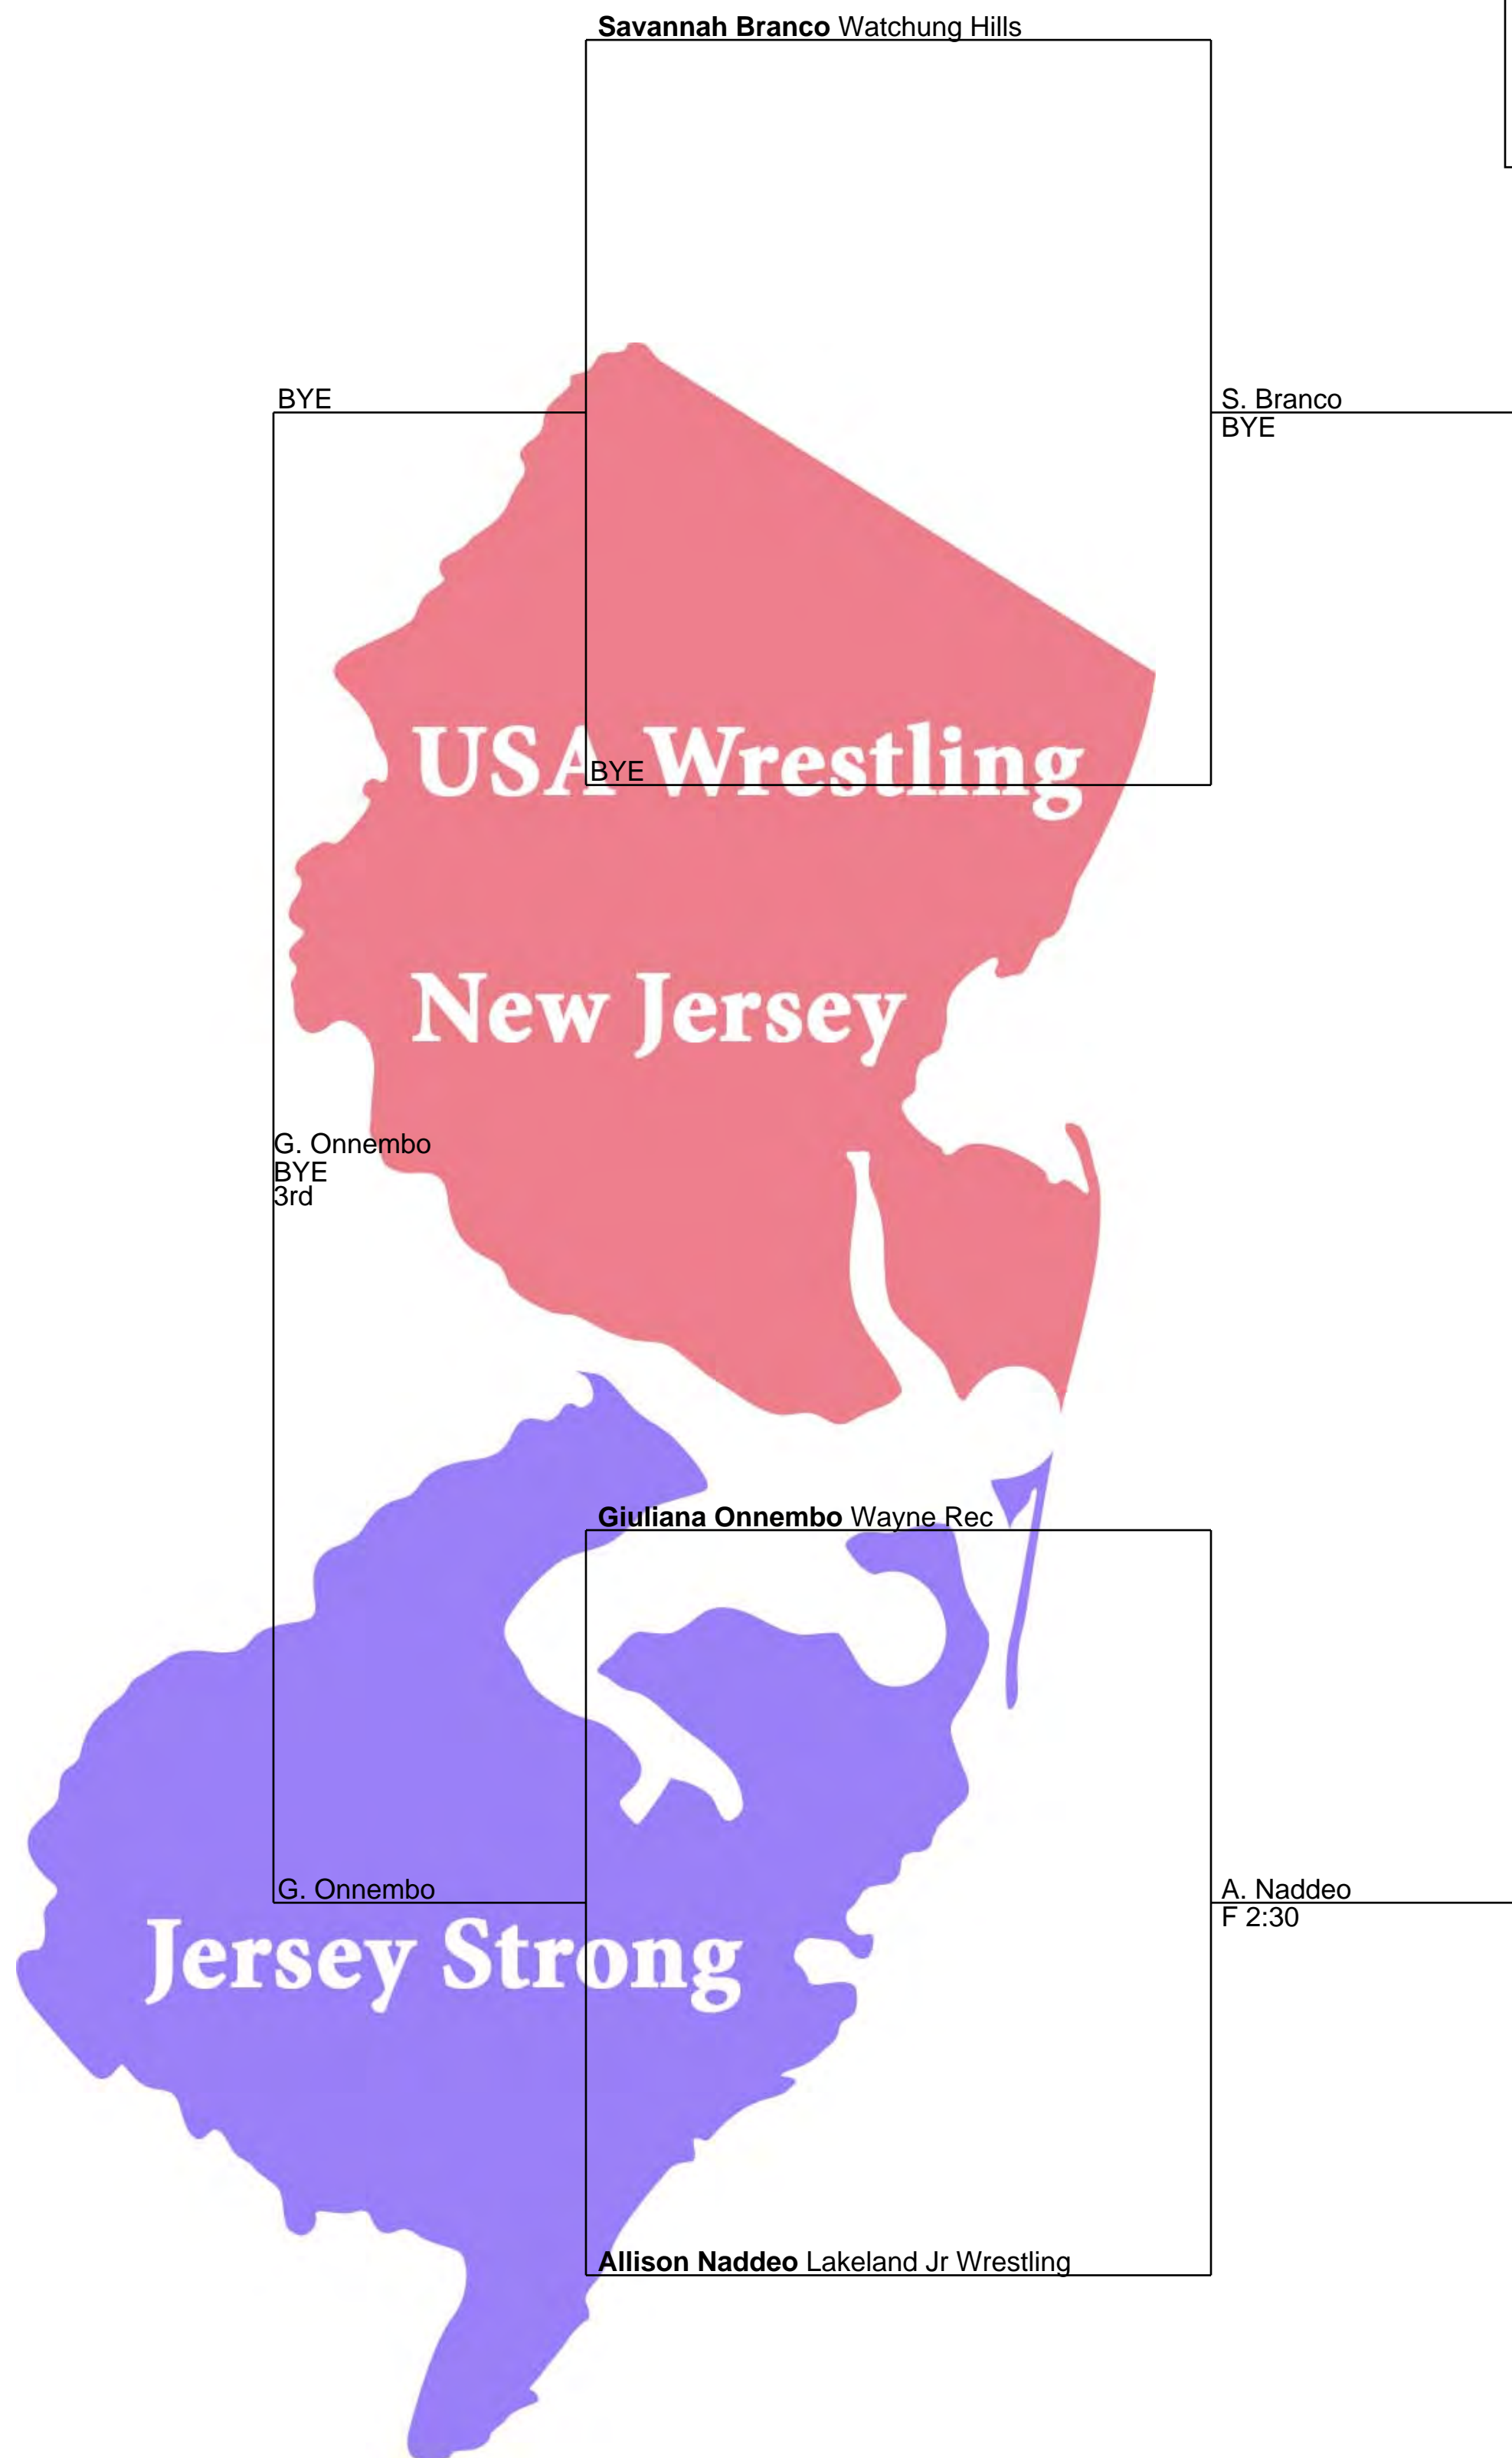 Savannah Branco Watchung Hills
BYE
S. Branco
BYE
USA Wrestling
BYE
New Jersey
G. Onnembo
BYE
3rd
Giuliana Onnembo Wayne Rec
G. Onnembo
A. Naddeo
F 2:30
Jersey Strong
Allison Naddeo Lakeland Jr Wrestling